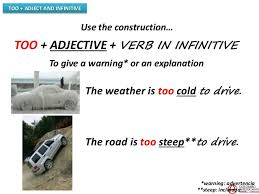 TOO + ADJECT AND INFINITIVE
Use the construction…
TOO + ADJECTIVE + VERB IN INFINITIVE
To give a warning* or an explanation
The weather is too cold to drive.
The road is too steep**to drive.
*warning: advertencia
**steep: